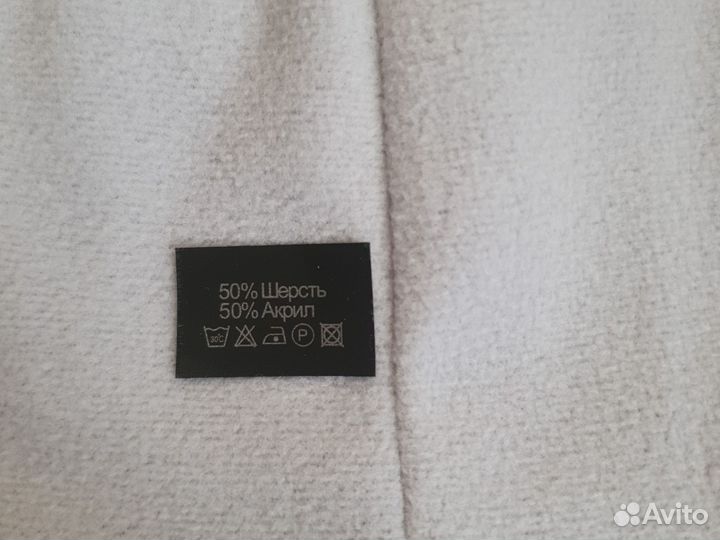 50% Шерсть
50% Акрил
30°C P
Avito